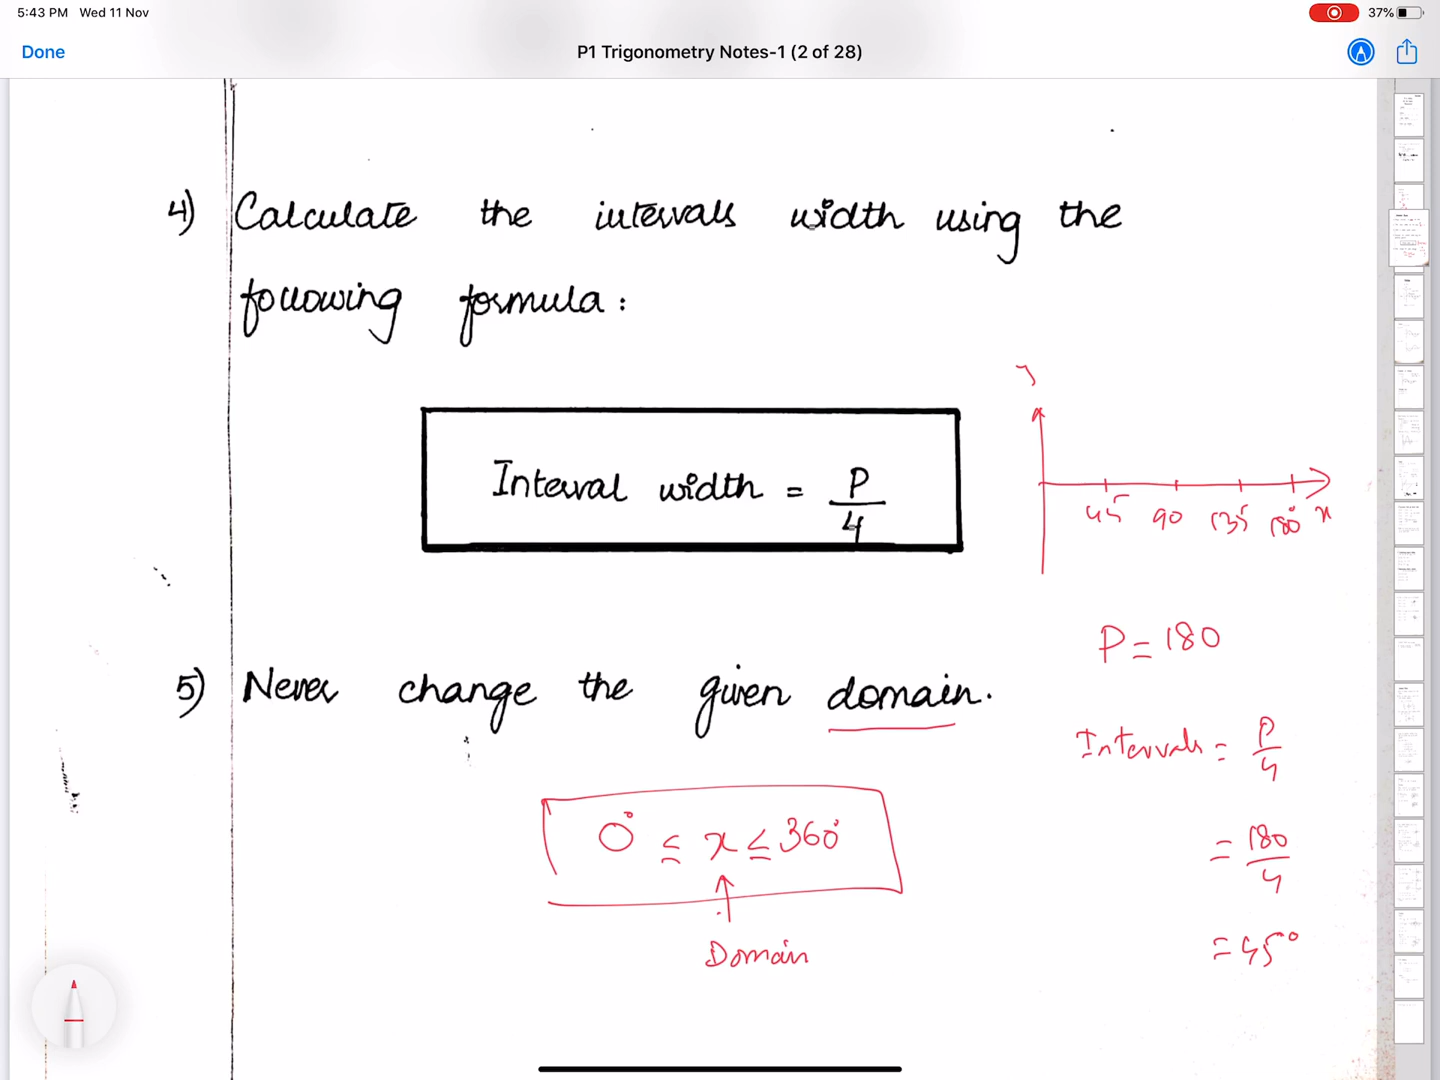 5:43 PM Wed 11 Nov
37%
Done
P1 Trigonometry Notes-1 (2 of 28)
4) Calculate the intervals width using the
following formula:
Interval width = P/4
y
45 90 135 180° x
P = 180
5) Never change the given domain.
Intervals = P/4
= 180/4
= 45°
0° ≤ x ≤ 360°
Domain